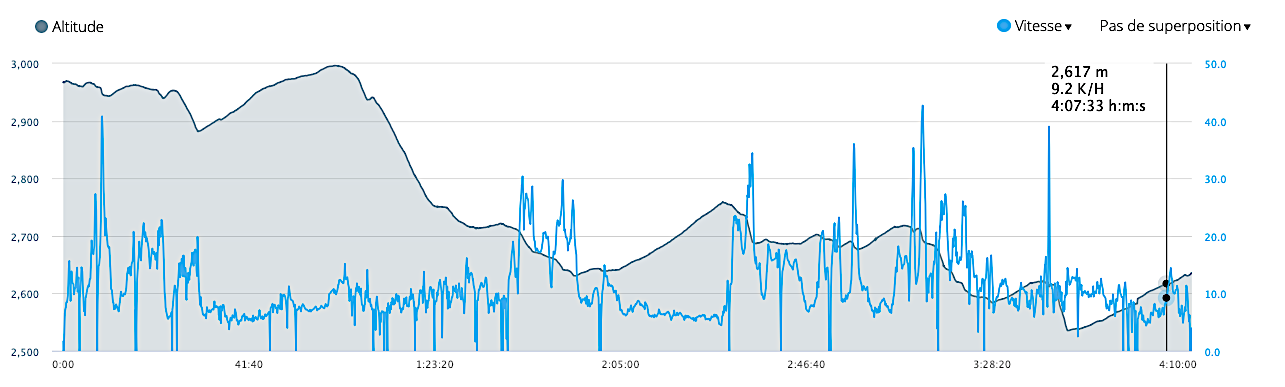 Altitude
Vitesse▾ Pas de superposition▾
3,000 50.0
2,617 m
9.2 K/H
4:07:33 h:m:s
2,900 40.0
2,800 30.0
2,700 20.0
2,600 10.0
2,500 0.0
0:00 41:40 1:23:20 2:05:00 2:46:40 3:28:20 4:10:00